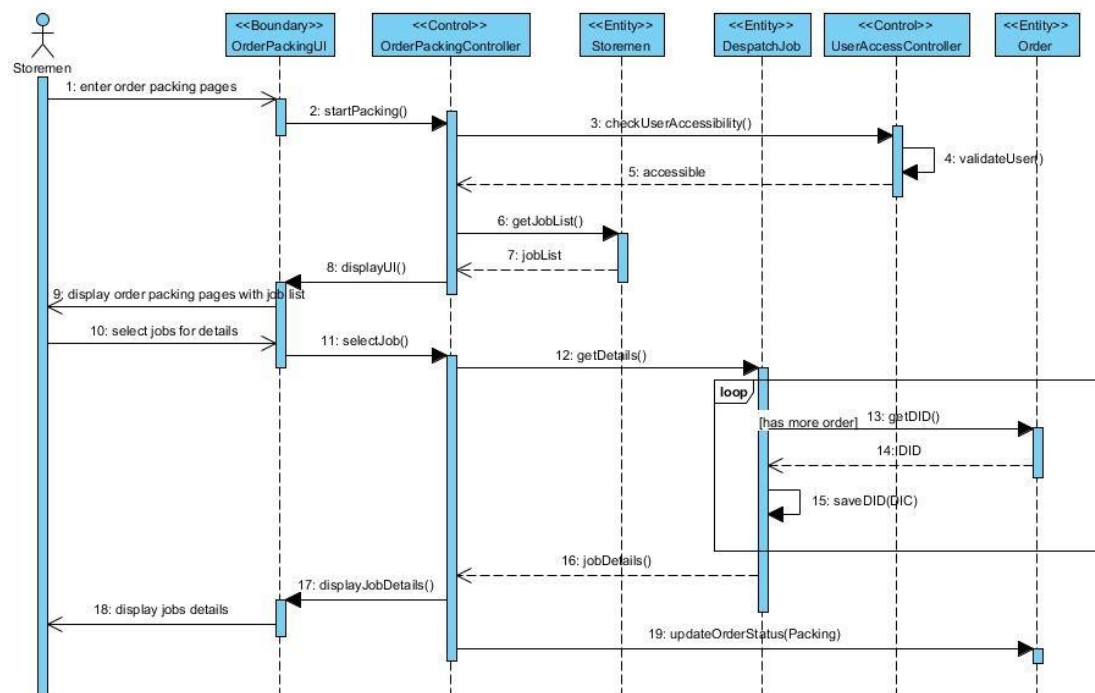 <<Boundary>>
OrderPackingUI
<<Control>>
OrderPackingController
<<Entity>>
Storemen
<<Entity>>
DespatchJob
<<Control>>
UserAccessController
<<Entity>>
Order
Storemen
1: enter order packing pages
2: startPacking()
3: checkUserAccessibility()
4: validateUser()
5: accessible
6: getJobList()
7: jobList
8: displayUI()
9: display order packing pages with job list
10: select jobs for details
11: selectJob()
12: getDetails()
loop
[has more order]
13: getDID()
14: IDID
15: saveDID(DIC)
16: jobDetails()
17: displayJobDetails()
18: display jobs details
19: updateOrderStatus(Packing)